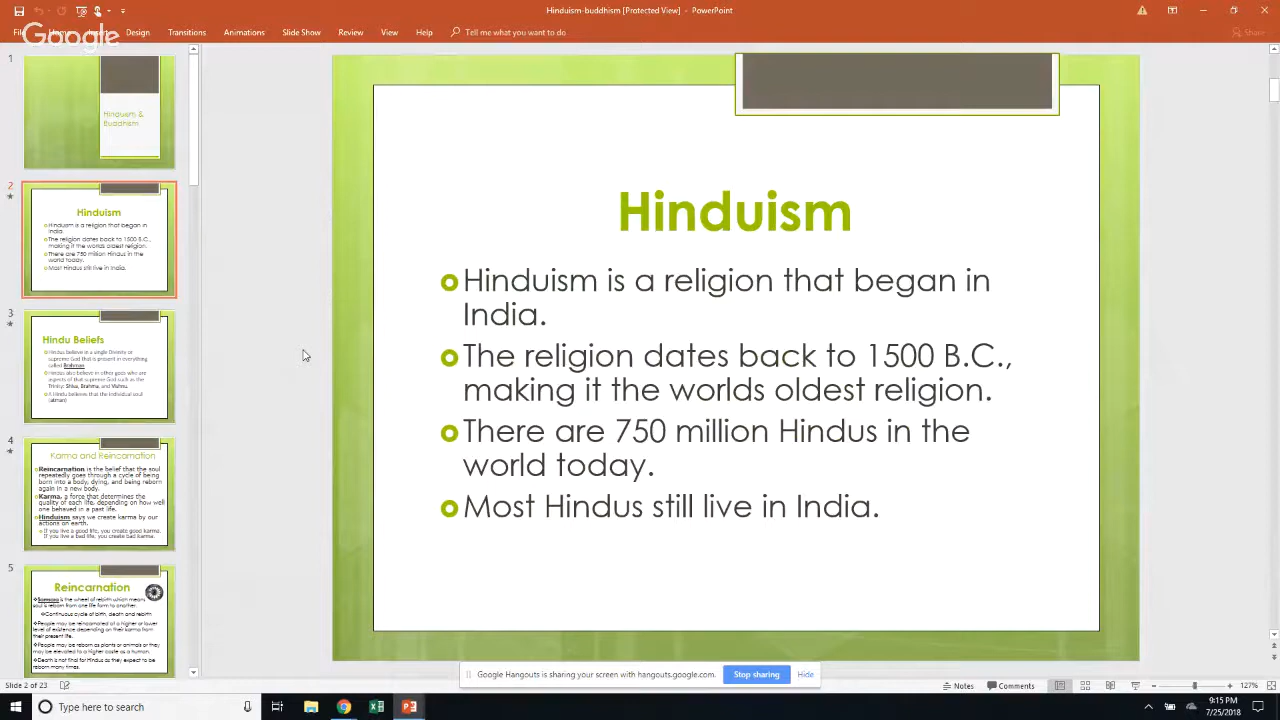 Hinduism-buddhism [Protected View] - PowerPoint
Google
Design Transitions Animations Slide Show Review View Help Tell me what you want to do Share
1
Hinduism &
Buddhism
2
Hinduism
Hinduism is a religion that began in
India.
The religion dates back to 1500 B.C.,
making it the worlds oldest religion.
There are 750 million Hindus in the
world today.
Most Hindus still live in India.
3
Hindu Beliefs
Hindus believe in a single Divinity or
supreme God that is present in everything
called Brahman
Hindus also believe in other gods who are
aspects of that supreme God such as the
Trinity: Shiva, Brahma, and Vishnu.
A Hindu believes that the individual soul
(atman)
4
Karma and Reincarnation
Reincarnation is the belief that the soul
repeatedly goes through a cycle of being
born into a body, dying, and being reborn
again in a new body.
Karma, a force that determines the
quality of each life, depending on how well
one behaved in a past life.
Hinduism says we create karma by our
actions on earth.
If you live a good life, you create good karma.
If you live a bad life, you create bad karma.
5
Reincarnation
Samsara is the wheel of rebirth which means
soul is reborn from one life form to another.
Continuous cycle of birth, death and rebirth
People may be reincarnated at a higher or lower
level of existence depending on their karma from
their present life.
People may be reborn as plants or animals or they
may be elevated to a higher caste as a human.
Death is not final for Hindus as they expect to be
reborn many times.
Hinduism
Hinduism is a religion that began in
India.
The religion dates back to 1500 B.C.,
making it the worlds oldest religion.
There are 750 million Hindus in the
world today.
Most Hindus still live in India.
Google Hangouts is sharing your screen with hangouts.google.com. Stop sharing Hide
Slide 2 of 23 Notes Comments 127%
Type here to search 9:15 PM
7/25/2018